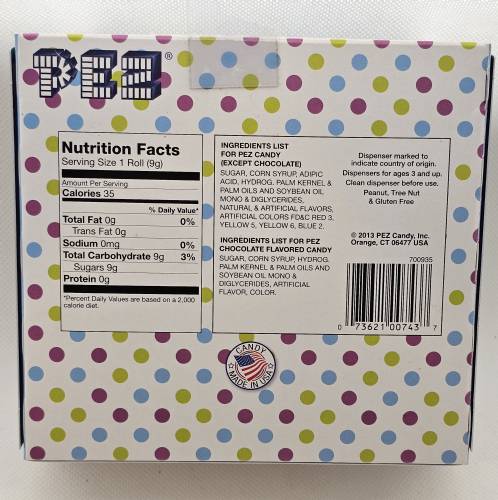 PEZ®
Nutrition Facts
Serving Size 1 Roll (9g)
Amount Per Serving
Calories 35
% Daily Value*
Total Fat 0g 0%
Trans Fat 0g
Sodium 0mg 0%
Total Carbohydrate 9g 3%
Sugars 9g
Protein 0g
*Percent Daily Values are based on a 2,000
calorie diet.
INGREDIENTS LIST
FOR PEZ CANDY
(EXCEPT CHOCOLATE)
SUGAR, CORN SYRUP, ADIPIC
ACID, HYDROG. PALM KERNEL &
PALM OILS AND SOYBEAN OIL
MONO & DIGLYCERIDES,
NATURAL & ARTIFICIAL FLAVORS,
ARTIFICIAL COLORS FD&C RED 3,
YELLOW 5, YELLOW 6, BLUE 2.
INGREDIENTS LIST FOR PEZ
CHOCOLATE FLAVORED CANDY
SUGAR, CORN SYRUP, HYDROG.
PALM KERNEL & PALM OILS AND
SOYBEAN OIL MONO &
DIGLYCERIDES, ARTIFICIAL
FLAVOR, COLOR.
Dispenser marked to
indicate country of origin.
Dispensers for ages 3 and up.
Clean dispenser before use.
Peanut, Tree Nut
& Gluten Free
© 2013 PEZ Candy, Inc.
Orange, CT 06477 USA
700935
0 73621 00743 7
CANDY
MADE IN USA